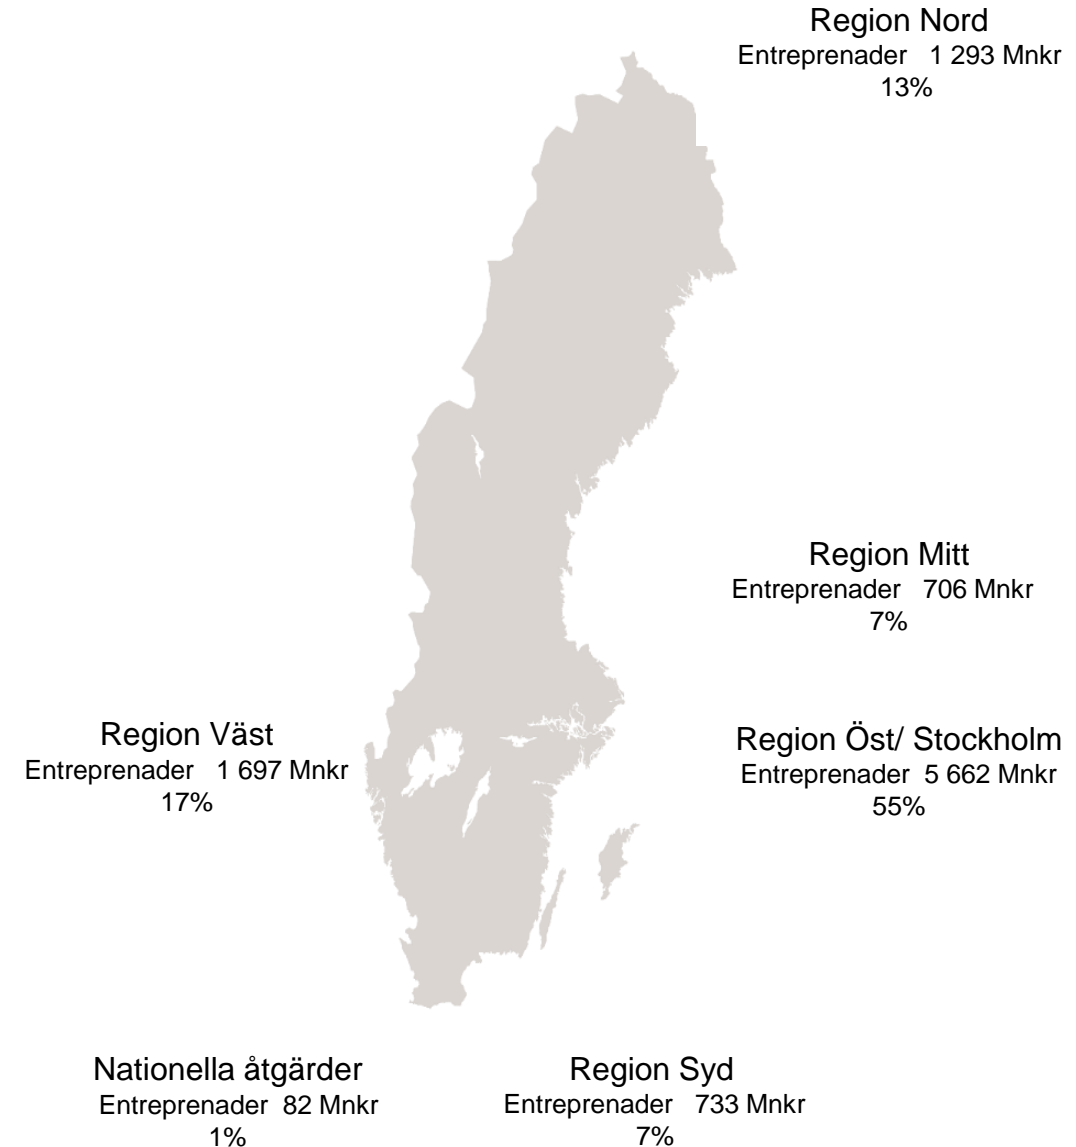 Region Nord
Entreprenader 1 293 Mnkr
13%
Region Mitt
Entreprenader 706 Mnkr
7%
Region Väst
Entreprenader 1 697 Mnkr
17%
Region Öst/ Stockholm
Entreprenader 5 662 Mnkr
55%
Nationella åtgärder
Entreprenader 82 Mnkr
1%
Region Syd
Entreprenader 733 Mnkr
7%